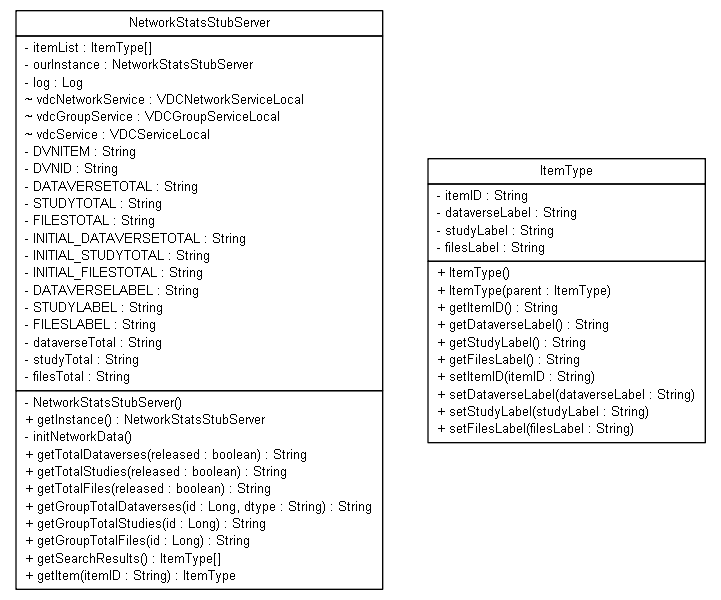 NetworkStatsStubServer
- itemList : ItemType[]
- ourInstance : NetworkStatsStubServer
- log : Log
~ vdcNetworkService : VDCNetworkServiceLocal
~ vdcGroupService : VDCGroupServiceLocal
~ vdcService : VDCServiceLocal
- DVNITEM : String
- DVNID : String
- DATAVERSETOTAL : String
- STUDYTOTAL : String
- FILESTOTAL : String
- INITIAL_DATAVERSETOTAL : String
- INITIAL_STUDYTOTAL : String
- INITIAL_FILESTOTAL : String
- DATAVERSELABEL : String
- STUDYLABEL : String
- FILESLABEL : String
- dataverseTotal : String
- studyTotal : String
- filesTotal : String
- NetworkStatsStubServer()
+ getInstance() : NetworkStatsStubServer
- initNetworkData()
+ getTotalDataverses(released : boolean) : String
+ getTotalStudies(released : boolean) : String
+ getTotalFiles(released : boolean) : String
+ getGroupTotalDataverses(id : Long, dtype : String) : String
+ getGroupTotalStudies(id : Long) : String
+ getGroupTotalFiles(id : Long) : String
+ getSearchResults() : ItemType[]
+ getItem(itemID : String) : ItemType
ItemType
- itemID : String
- dataverseLabel : String
- studyLabel : String
- filesLabel : String
+ ItemType()
+ ItemType(parent : ItemType)
+ getItemID() : String
+ getDataverseLabel() : String
+ getStudyLabel() : String
+ getFilesLabel() : String
+ setItemID(itemID : String)
+ setDataverseLabel(dataverseLabel : String)
+ setStudyLabel(studyLabel : String)
+ setFilesLabel(filesLabel : String)